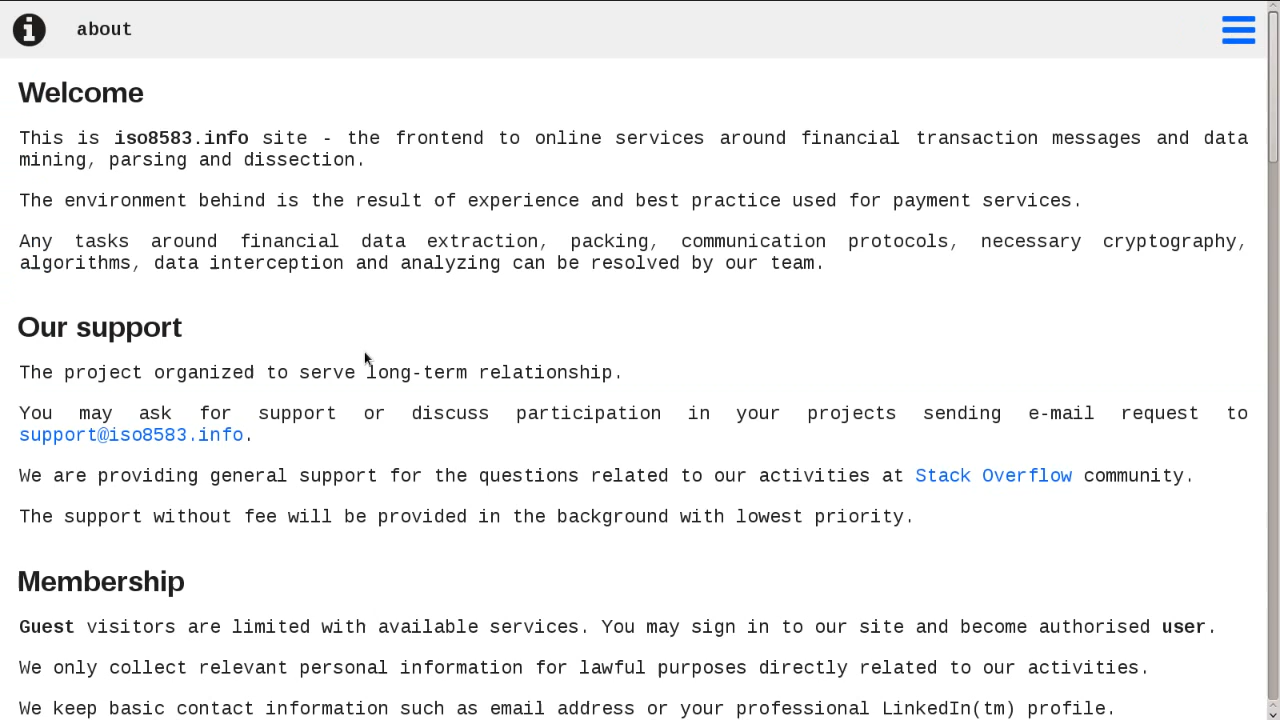 about
Welcome
This is iso8583.info site - the frontend to online services around financial transaction messages and data
mining, parsing and dissection.
The environment behind is the result of experience and best practice used for payment services.
Any tasks around financial data extraction, packing, communication protocols, necessary cryptography,
algorithms, data interception and analyzing can be resolved by our team.
Our support
The project organized to serve long-term relationship.
You may ask for support or discuss participation in your projects sending e-mail request to
support@iso8583.info.
We are providing general support for the questions related to our activities at Stack Overflow community.
The support without fee will be provided in the background with lowest priority.
Membership
Guest visitors are limited with available services. You may sign in to our site and become authorised user.
We only collect relevant personal information for lawful purposes directly related to our activities.
We keep basic contact information such as email address or your professional LinkedIn(tm) profile.